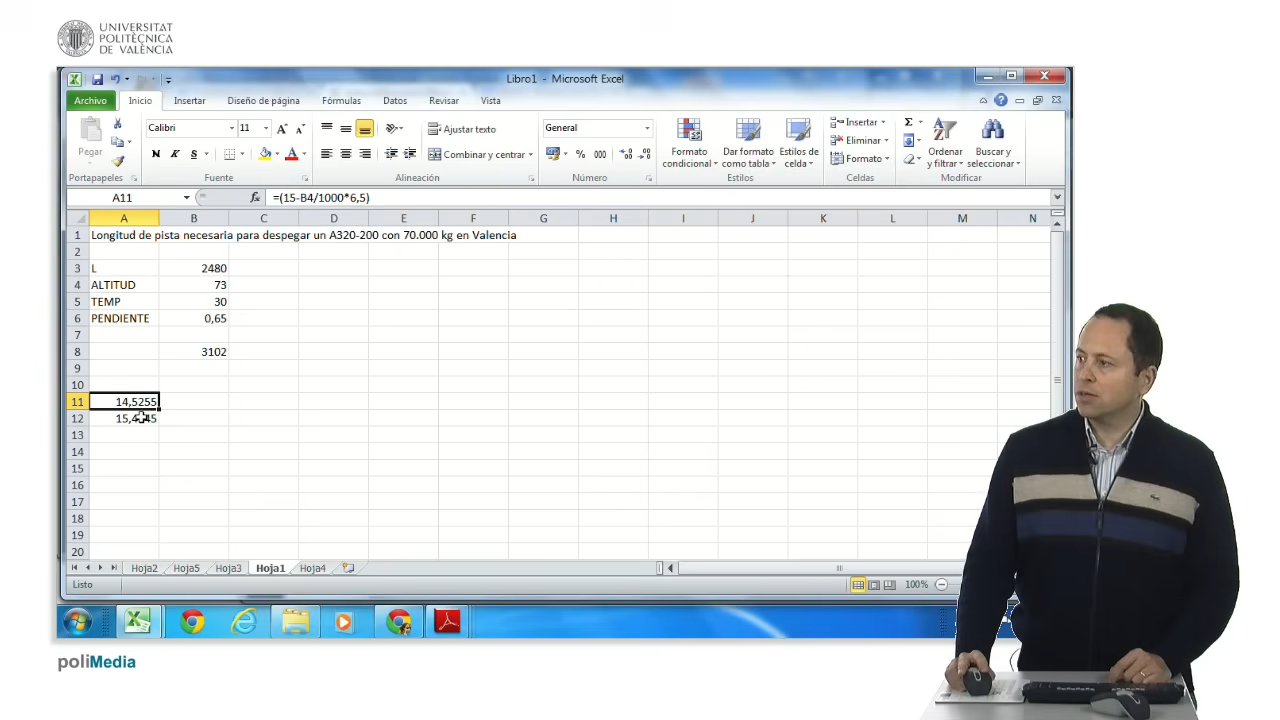 UNIVERSITAT
POLITÈCNICA
DE VALÈNCIA
Libro1 - Microsoft Excel
Archivo Inicio Insertar Diseño de página Fórmulas Datos Revisar Vista
Calibri 11 Ajustar texto General Insertar
Pegar Combinar y centrar Eliminar
N K S % 000 Formato condicional Dar formato como tabla Estilos de celda Formato Ordenar y filtrar Buscar y seleccionar
Portapapeles Fuente Alineación Número Estilos Celdas Modificar
A11 fx =(15-B4/1000*6,5)
A B C D E F G H I J K L M N
1 Longitud de pista necesaria para despegar un A320-200 con 70.000 kg en Valencia
2
3 L 2480
4 ALTITUD 73
5 TEMP 30
6 PENDIENTE 0,65
7
8 3102
9
10
11 14,5255
12
13
14
15
16
17
18
19
20
Hoja2 Hoja5 Hoja3 Hoja1 Hoja4
Listo 100%
poliMedia